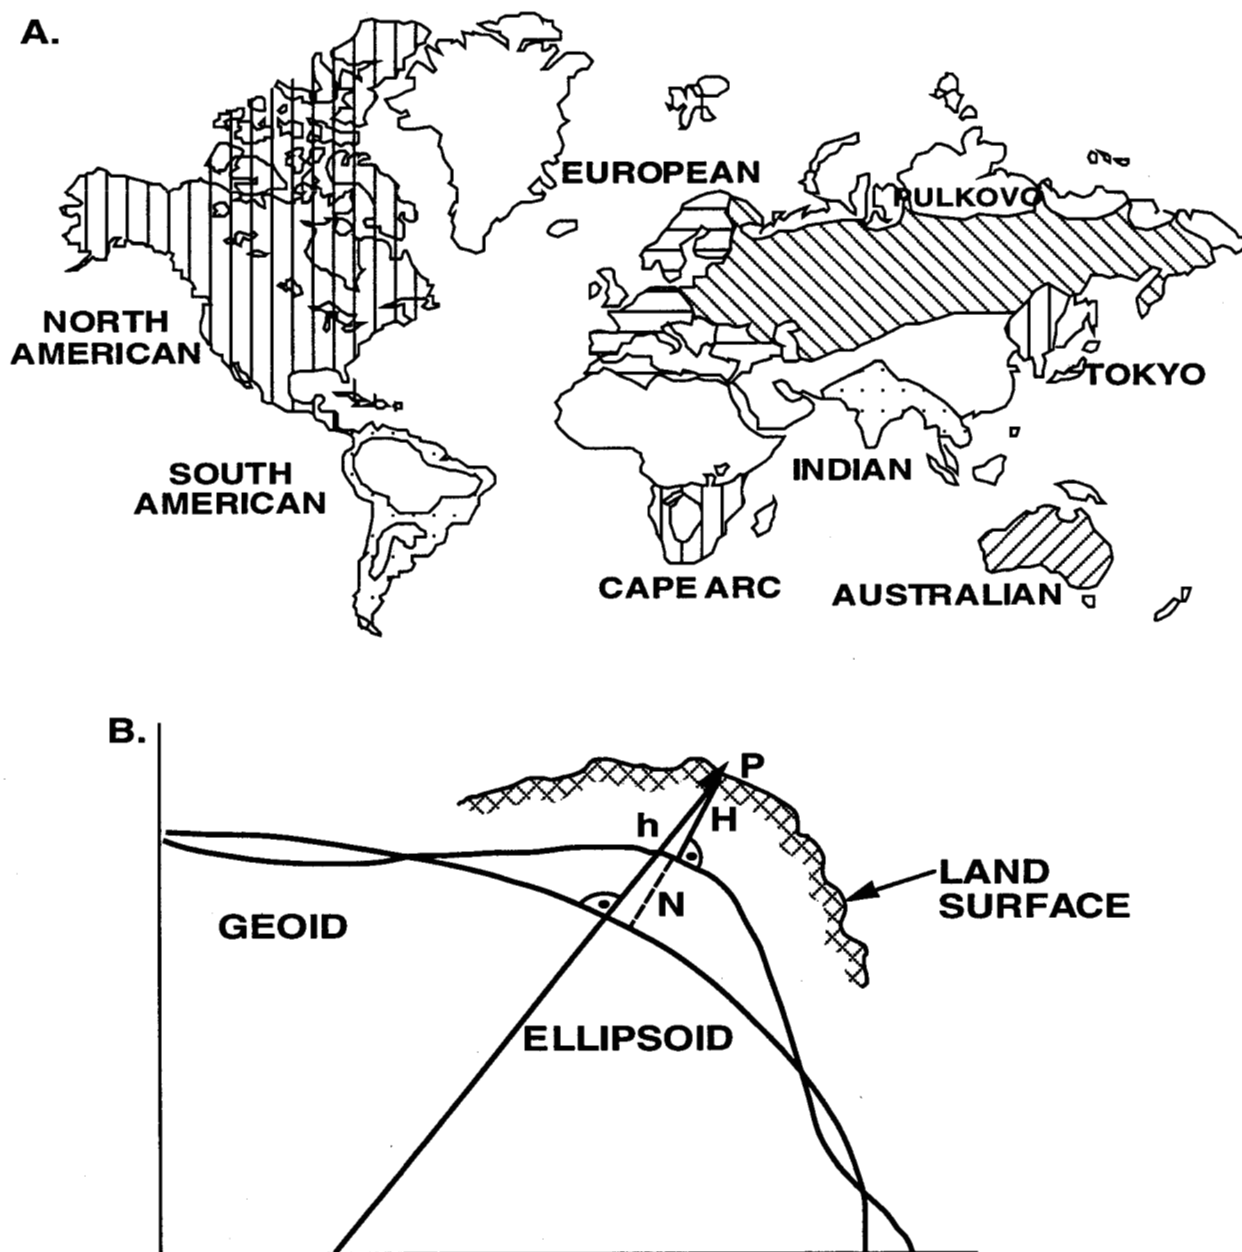 A.
EUROPEAN
PULKOVO
NORTH
AMERICAN
TOKYO
SOUTH
AMERICAN
INDIAN
CAPE ARC
AUSTRALIAN
B.
P
h
H
N
LAND
SURFACE
GEOID
ELLIPSOID